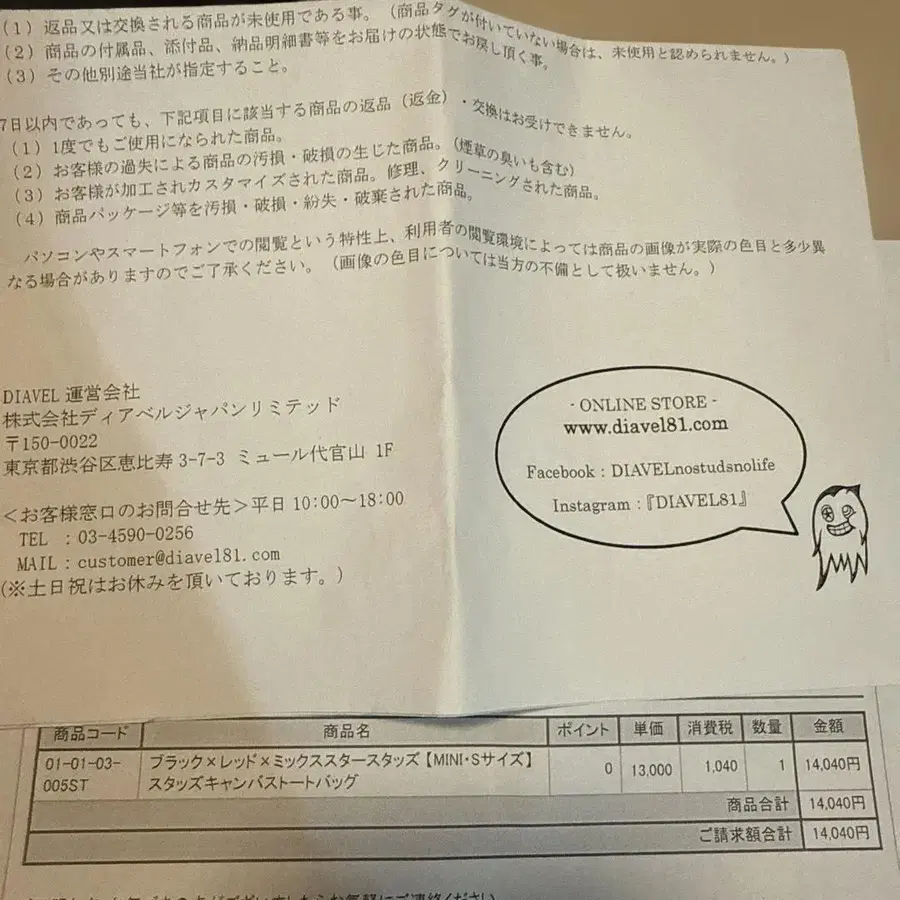 (1) 返品又は交換される商品が未使用である事。(商品タグが付いていない場合は、未使用と認められません。)
(2) 商品の付属品、添付品、納品明細書等をお届けの状態でお戻し頂く事。
(3) その他別途当社が指定すること。
7日以内であっても、下記項目に該当する商品の返品(返金)・交換はお受けできません。
(1) 1度でもご使用になられた商品。
(2) お客様の過失による商品の汚損・破損の生じた商品。(煙草の臭いも含む)
(3) お客様が加工されカスタマイズされた商品。修理、クリーニングされた商品。
(4) 商品パッケージ等を汚損・破損・紛失・破棄された商品。
パソコンやスマートフォンでの閲覧という特性上、利用者の閲覧環境によっては商品の画像が実際の色目と多少異
なる場合がありますのでご了承ください。(画像の色目については当方の不備として扱いません。)
DIAVEL 運営会社
株式会社ディアベルジャパンリミテッド
〒150-0022
東京都渋谷区恵比寿 3-7-3 ミュール代官山 1F
<お客様窓口のお問合せ先>平日 10:00～18:00
TEL : 03-4590-0256
MAIL : customer@diavel81.com
(※土日祝はお休みを頂いております。)
- ONLINE STORE -
www.diavel81.com
Facebook : DIAVELnostudsnolife
Instagram :『DIAVEL81』
商品コード 商品名 ポイント 単価 消費税 数量 金額
01-01-03-005ST ブラック×レッド×ミックススタースタッズ【MINI・Sサイズ】スタッズキャンバストートバッグ 0 13,000 1,040 1 14,040円
商品合計 14,040円
ご請求額合計 14,040円